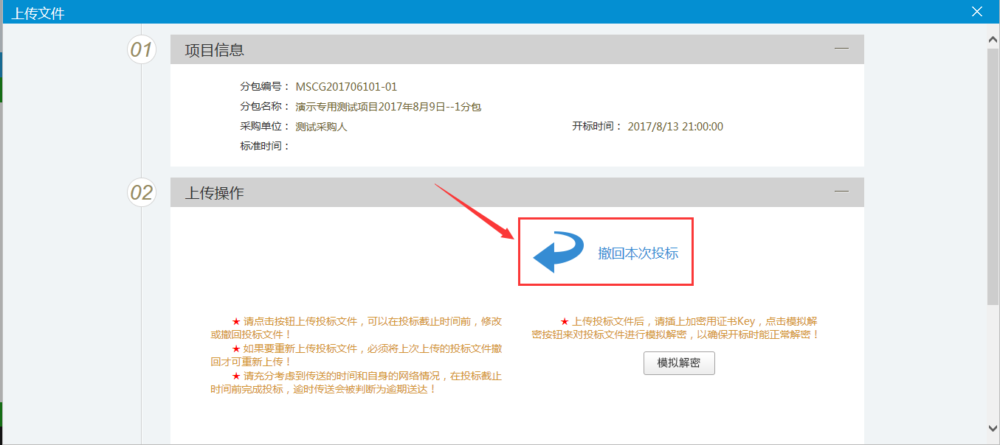 上传文件
01
项目信息
分包编号：MSCG201706101-01
分包名称：演示专用测试项目2017年8月9日--1分包
采购单位：测试采购人
开标时间：2017/8/13 21:00:00
标准时间：
02
上传操作
撤回本次投标
★ 请点击按钮上传投标文件，可以在投标截止时间前，修改
或撤回投标文件！
★ 如果要重新上传投标文件，必须将上次上传的投标文件撤
回才可重新上传！
★ 请充分考虑到传送的时间和自身的网络情况，在投标截止
时间前完成投标，逾时传送会被判断为逾期送达！
★ 上传投标文件后，请插上加密用证书Key，点击模拟解
密按钮来对投标文件进行模拟解密，以确保开标时能正常解密！
模拟解密